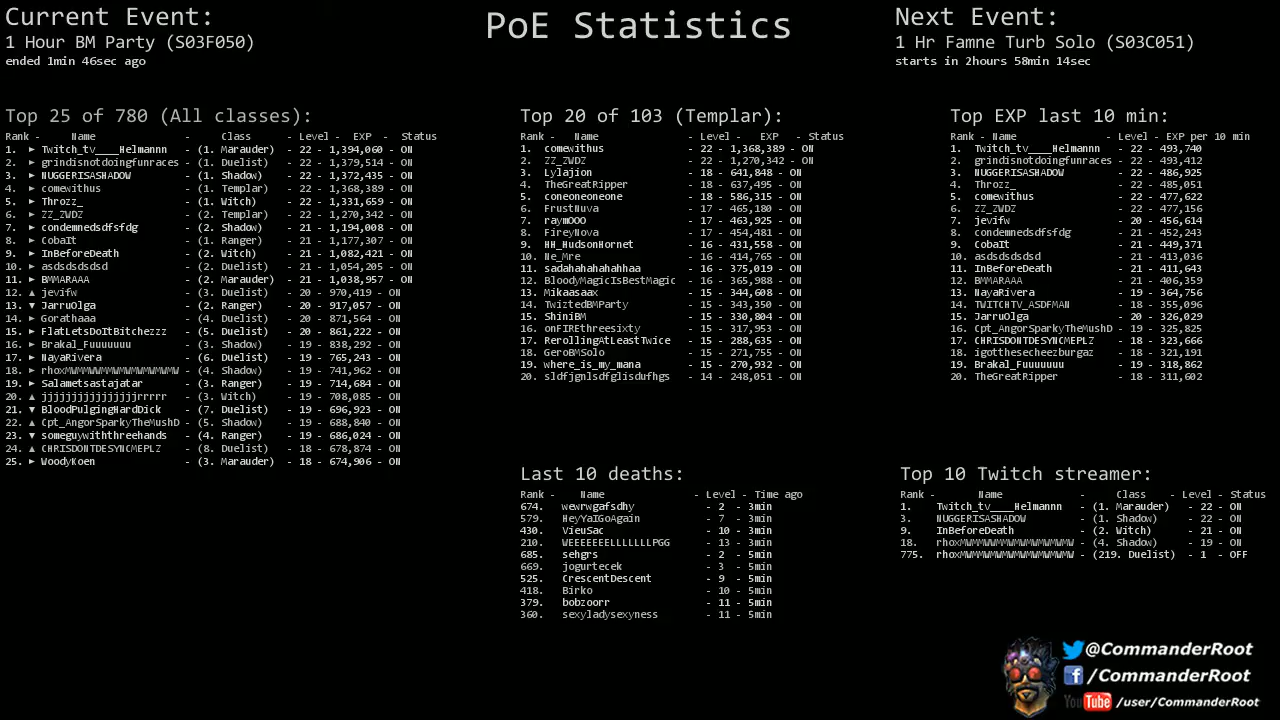 Current Event:
1 Hour BM Party (S03F050)
ended 1min 46sec ago
PoE Statistics
Next Event:
1 Hr Famne Turb Solo (S03C051)
starts in 2hours 58min 14sec
Top 25 of 780 (All classes):
Rank - Name - Class - Level - EXP - Status
1. ► Twitch_tv____Helmannn - (1. Marauder) - 22 - 1,394,060 - ON
2. ► grindisnotdoingfunraces - (1. Duelist) - 22 - 1,379,514 - ON
3. ► NUGGERISASHADOW - (1. Shadow) - 22 - 1,372,435 - ON
4. ► comewithus - (1. Templar) - 22 - 1,368,389 - ON
5. ► Throzz_ - (1. Witch) - 22 - 1,331,659 - ON
6. ► ZZ_ZWDZ - (2. Templar) - 22 - 1,270,342 - ON
7. ► condemnedsdfsfdg - (2. Shadow) - 21 - 1,194,008 - ON
8. ► CobaIt - (1. Ranger) - 21 - 1,177,307 - ON
9. ► InBeforeDeath - (2. Witch) - 21 - 1,082,421 - ON
10. ► asdsdsdsdsd - (2. Duelist) - 21 - 1,054,205 - ON
11. ► BMMARAAA - (2. Marauder) - 21 - 1,038,957 - ON
12. ▲ jevifw - (3. Duelist) - 20 - 970,419 - ON
13. ▼ JarruOlga - (4. Duelist) - 20 - 917,057 - ON
14. ► Gorathaaa - (4. Duelist) - 20 - 871,564 - ON
15. ► FlatLetsDoItBitchezzz - (5. Duelist) - 20 - 861,222 - ON
16. ► Brakal_Fuuuuuuu - (3. Shadow) - 19 - 838,292 - ON
17. ► NayaRivera - (6. Duelist) - 19 - 765,243 - ON
18. ► rhoxMWMMWWMWMWMWMWMWMWW - (4. Shadow) - 19 - 741,962 - ON
19. ► Salametsastajatar - (3. Ranger) - 19 - 714,684 - ON
20. ▲ jjjjjjjjjjjjjjjjrrrrr - (3. Witch) - 19 - 708,085 - ON
21. ▼ BloodPulgingHardDick - (7. Duelist) - 19 - 696,923 - ON
22. ▲ Cpt_AngorSparkyTheMushD - (5. Shadow) - 19 - 688,840 - ON
23. ▼ someguywiththreehands - (4. Ranger) - 19 - 686,024 - ON
24. ▲ CHRISDONTDESYNCMEPLZ - (8. Duelist) - 18 - 678,874 - ON
25. ► WoodyKoen - (3. Marauder) - 18 - 674,906 - ON
Top 20 of 103 (Templar):
Rank - Name - Level - EXP - Status
1. comewithus - 22 - 1,368,389 - ON
2. ZZ_ZWDZ - 22 - 1,270,342 - ON
3. Lylajion - 18 - 641,848 - ON
4. TheGreatRipper - 18 - 637,495 - ON
5. coneoneoneone - 18 - 586,315 - ON
6. FrustNuva - 17 - 465,180 - ON
7. raymOOO - 17 - 463,925 - ON
8. FireyNova - 17 - 454,481 - ON
9. HH_HudsonHornet - 16 - 431,558 - ON
10. Ne_Mre - 16 - 414,765 - ON
11. sadahahahahahhaa - 16 - 375,019 - ON
12. BloodyMagicIsBestMagic - 16 - 365,988 - ON
13. Mikaasaax - 15 - 344,608 - ON
14. TwiztedBMParty - 15 - 343,350 - ON
15. ShiniBM - 15 - 330,804 - ON
16. onFIREthreesixty - 15 - 317,953 - ON
17. RerollingAtLeastTwice - 15 - 288,635 - ON
18. GeroBMSolo - 15 - 271,755 - ON
19. where_is_my_mana - 15 - 270,932 - ON
20. sldfjgnlsdfglisdufhgs - 14 - 248,051 - ON
Top EXP last 10 min:
Rank - Name - Level - EXP per 10 min
1. Twitch_tv____Helmannn - 22 - 493,740
2. grindisnotdoingfunraces - 22 - 493,412
3. NUGGERISASHADOW - 22 - 486,925
4. Throzz_ - 22 - 485,051
5. comewithus - 22 - 477,622
6. ZZ_ZWDZ - 22 - 477,156
7. jevifw - 20 - 456,614
8. condemnedsdfsfdg - 21 - 452,243
9. CobaIt - 21 - 449,371
10. asdsdsdsdsd - 21 - 413,036
11. InBeforeDeath - 21 - 411,643
12. BMMARAAA - 21 - 406,359
13. NayaRivera - 19 - 364,756
14. TWITCHTV_ASDFMAN - 18 - 355,096
15. JarruOlga - 20 - 326,029
16. Cpt_AngorSparkyTheMushD - 19 - 325,825
17. CHRISDONTDESYNCMEPLZ - 18 - 323,666
18. igotthesecheezburgaz - 18 - 321,191
19. Brakal_Fuuuuuuu - 19 - 318,862
20. TheGreatRipper - 18 - 311,602
Last 10 deaths:
Rank - Name - Level - Time ago
674. wewrwgafsdhy - 2 - 3min
579. HeyYaIGoAgain - 7 - 3min
430. VieuSac - 10 - 3min
210. WEEEEEEELLLLLLLPGG - 13 - 3min
685. sehgrs - 2 - 5min
669. jogurtecek - 3 - 5min
525. CrescentDescent - 9 - 5min
418. Birko - 10 - 5min
379. bobzoorr - 11 - 5min
360. sexyladysexyness - 11 - 5min
Top 10 Twitch streamer:
Rank - Name - Class - Level - Status
1. Twitch_tv____Helmannn - (1. Marauder) - 22 - ON
3. NUGGERISASHADOW - (1. Shadow) - 22 - ON
9. InBeforeDeath - (2. Witch) - 21 - ON
18. rhoxMWMMWWMWMWMWMWMWMWW - (4. Shadow) - 19 - ON
775. rhoxMWMMWWMWMWMWMWMWMWW - (219. Duelist) - 1 - OFF
@CommanderRoot
/CommanderRoot
YouTube /user/CommanderRoot